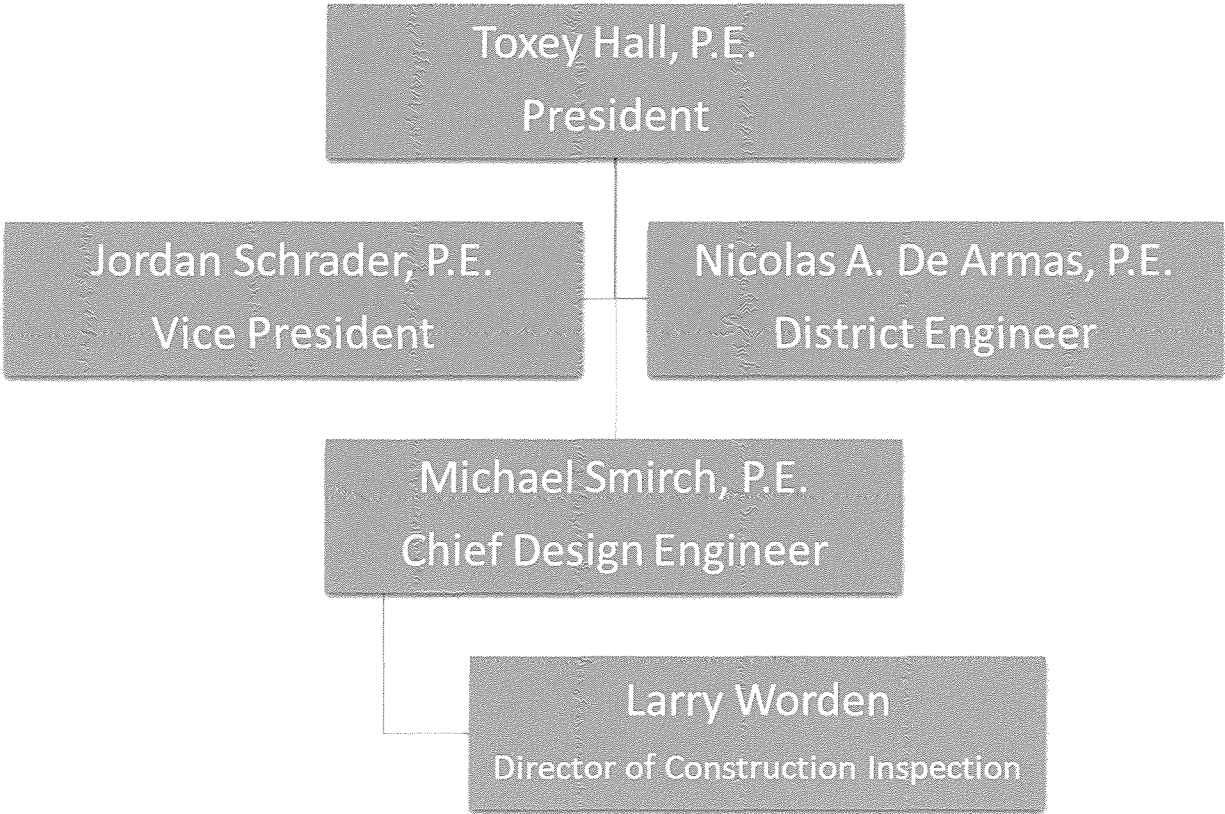 Toxey Hall, P.E.
President
Jordan Schrader, P.E.
Vice President
Nicolas A. De Armas, P.E.
District Engineer
Michael Smirch, P.E.
Chief Design Engineer
Larry Worden
Director of Construction Inspection